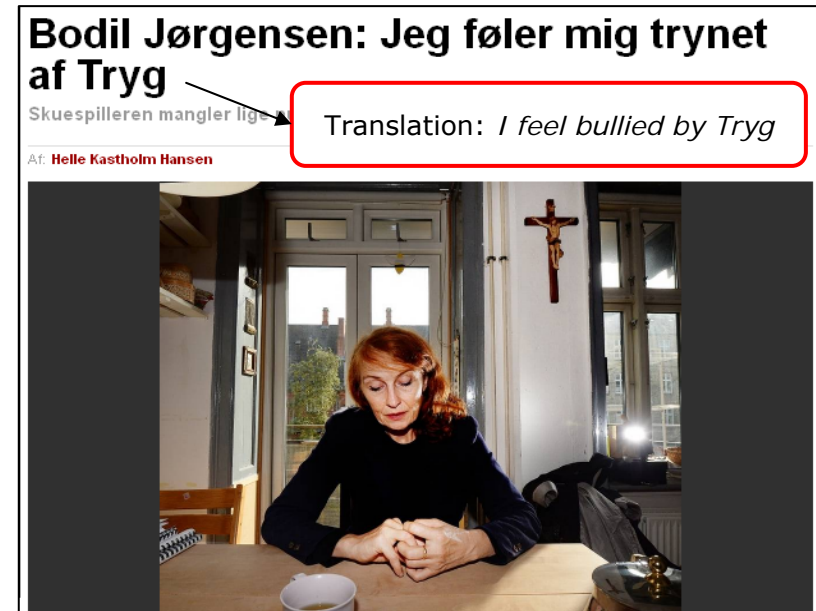 Bodil Jørgensen: Jeg føler mig trynet
af Tryg
Skuespilleren mangler lige
Translation: I feel bullied by Tryg
Af: Helle Kastholm Hansen